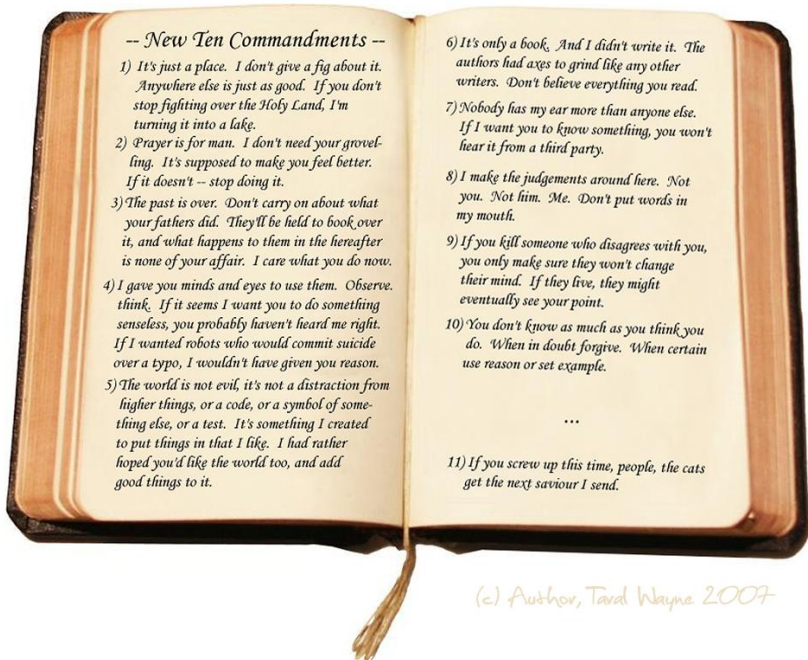 -- New Ten Commandments --
1) It's just a place. I don't give a fig about it.
Anywhere else is just as good. If you don't
stop fighting over the Holy Land, I'm
turning it into a lake.
2) Prayer is for man. I don't need your grovel-
ling. It's supposed to make you feel better.
If it doesn't -- stop doing it.
3) The past is over. Don't carry on about what
your fathers did. They'll be held to book over
it, and what happens to them in the hereafter
is none of your affair. I care what you do now.
4) I gave you minds and eyes to use them. Observe.
think. If it seems I want you to do something
senseless, you probably haven't heard me right.
If I wanted robots who would commit suicide
over a typo, I wouldn't have given you reason.
5) The world is not evil, it's not a distraction from
higher things, or a code, or a symbol of some-
thing else, or a test. It's something I created
to put things in that I like. I had rather
hoped you'd like the world too, and add
good things to it.
6) It's only a book. And I didn't write it. The
authors had axes to grind like any other
writers. Don't believe everything you read.
7) Nobody has my ear more than anyone else.
If I want you to know something, you won't
hear it from a third party.
8) I make the judgements around here. Not
you. Not him. Me. Don't put words in
my mouth.
9) If you kill someone who disagrees with you,
you only make sure they won't change
their mind. If they live, they might
eventually see your point.
10) You don't know as much as you think you
do. When in doubt forgive. When certain
use reason or set example.
...
11) If you screw up this time, people, the cats
get the next saviour I send.
(c) Author, Taral Wayne 2007